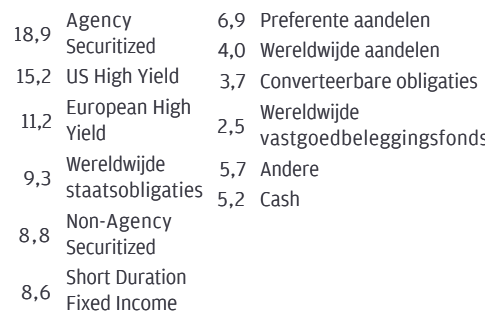 18,9 Agency
Securitized
15,2 US High Yield
11,2 European High
Yield
9,3 Wereldwijde
staatsobligaties
8,8 Non-Agency
Securitized
8,6 Short Duration
Fixed Income
6,9 Preferente aandelen
4,0 Wereldwijde aandelen
3,7 Converteerbare obligaties
2,5 Wereldwijde
vastgoedbeleggingsfonds
5,7 Andere
5,2 Cash